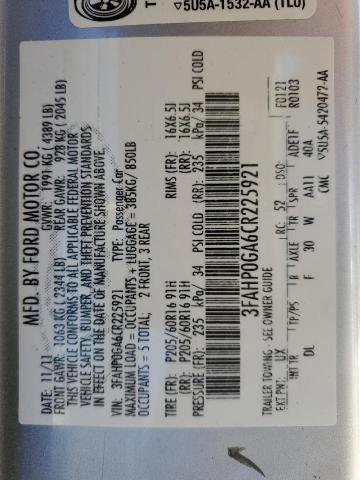 5U5A-1532-AA (TLU)
MFD. BY FORD MOTOR CO.
DATE: 11/11 GVWR: 1991 KG ( 4389 LB)
FRONT GAWR: 1063 KG ( 2344 LB) REAR GAWR: 928 KG ( 2045 LB)
THIS VEHICLE CONFORMS TO ALL APPLICABLE FEDERAL MOTOR
VEHICLE SAFETY, BUMPER, AND THEFT PREVENTION STANDARDS
IN EFFECT ON THE DATE OF MANUFACTURE SHOWN ABOVE.
VIN: 3FAHP0GA6CR225921 TYPE: Passenger Car
MAXIMUM LOAD = OCCUPANTS + LUGGAGE = 385KG/ 850LB
OCCUPANTS = 5 TOTAL; 2 FRONT, 3 REAR
TIRE (FR): P205/60R16 91H RIMS (FR): 16X6.5J
(RR): P205/60R16 91H (RR): 16X6.5J
PRESSURE (FR): 235 kPa/ 34 PSI COLD (RR): 235 kPa/ 34 PSI COLD
3FAHP0GA6CR225921
F0121
R0103
TRAILER TOWING - SEE OWNER GUIDE
EXT PNT: UX RC: 52 DSO:
INT TR TP/PS R AXLE TR SPR ADETF
DL F 30 W AA11 40A
CMC ▽5U5A-5420472-AA